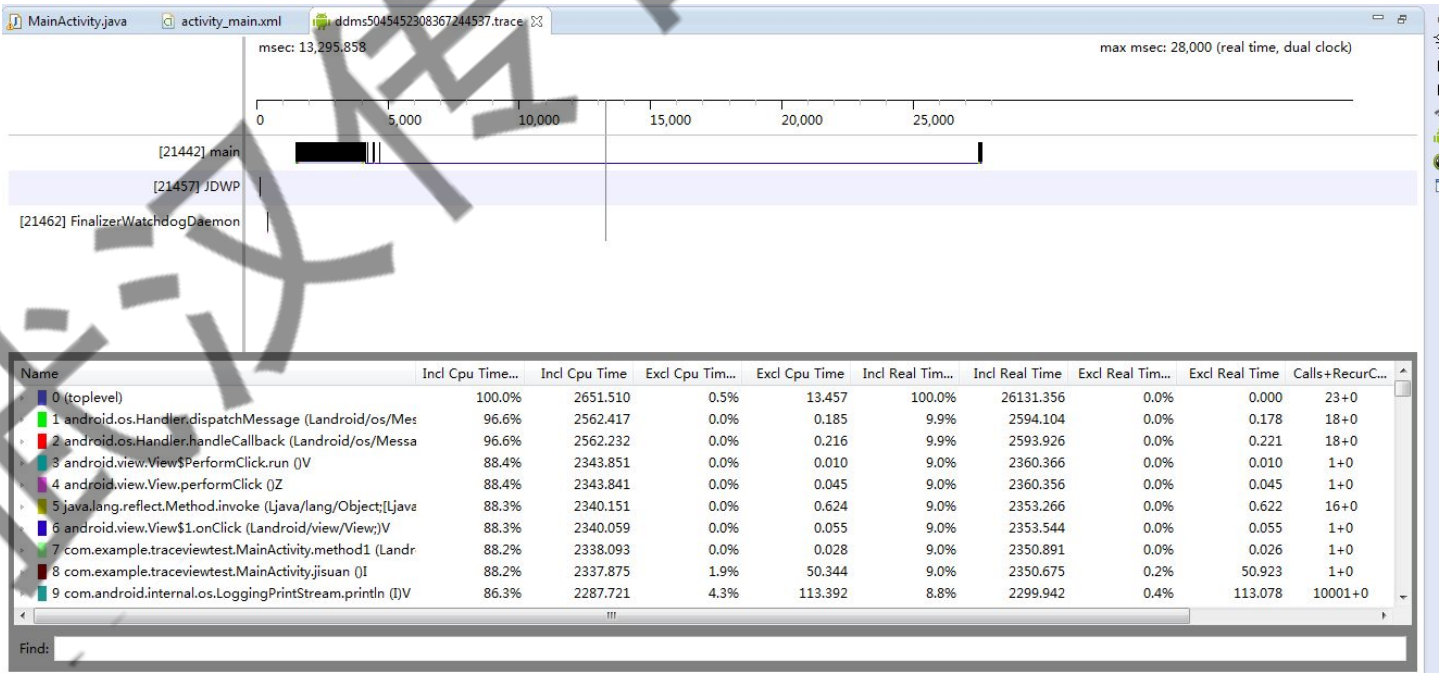 MainActivity.java activity_main.xml ddms5045452308367244537.trace
msec: 13,295.858 max msec: 28,000 (real time, dual clock)
0 5,000 10,000 15,000 20,000 25,000
[21442] main
[21457] JDWP
[21462] FinalizerWatchdogDaemon
Name Incl Cpu Time... Incl Cpu Time Excl Cpu Tim... Excl Cpu Time Incl Real Tim... Incl Real Time Excl Real Tim... Excl Real Time Calls+RecurC...
0 (toplevel) 100.0% 2651.510 0.5% 13.457 100.0% 26131.356 0.0% 0.000 23+0
1 android.os.Handler.dispatchMessage (Landroid/os/Mes 96.6% 2562.417 0.0% 0.185 9.9% 2594.104 0.0% 0.178 18+0
2 android.os.Handler.handleCallback (Landroid/os/Messa 96.6% 2562.232 0.0% 0.216 9.9% 2593.926 0.0% 0.221 18+0
3 android.view.View$PerformClick.run ()V 88.4% 2343.851 0.0% 0.010 9.0% 2360.366 0.0% 0.010 1+0
4 android.view.View.performClick ()Z 88.4% 2343.841 0.0% 0.045 9.0% 2360.356 0.0% 0.045 1+0
5 java.lang.reflect.Method.invoke (Ljava/lang/Object;[Ljava 88.3% 2340.151 0.0% 0.624 9.0% 2353.266 0.0% 0.622 16+0
6 android.view.View$1.onClick (Landroid/view/View;)V 88.3% 2340.059 0.0% 0.055 9.0% 2353.544 0.0% 0.055 1+0
7 com.example.traceviewtest.MainActivity.method1 (Landr 88.2% 2338.093 0.0% 0.028 9.0% 2350.891 0.0% 0.026 1+0
8 com.example.traceviewtest.MainActivity.jisuan ()I 88.2% 2337.875 1.9% 50.344 9.0% 2350.675 0.2% 50.923 1+0
9 com.android.internal.os.LoggingPrintStream.println (I)V 86.3% 2287.721 4.3% 113.392 8.8% 2299.942 0.4% 113.078 10001+0
Find: